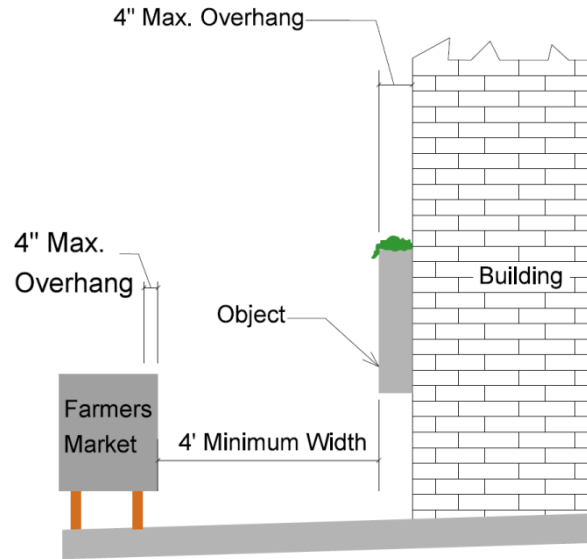 4" Max. Overhang
4" Max.
Overhang
Building
Object
Farmers
Market
4' Minimum Width